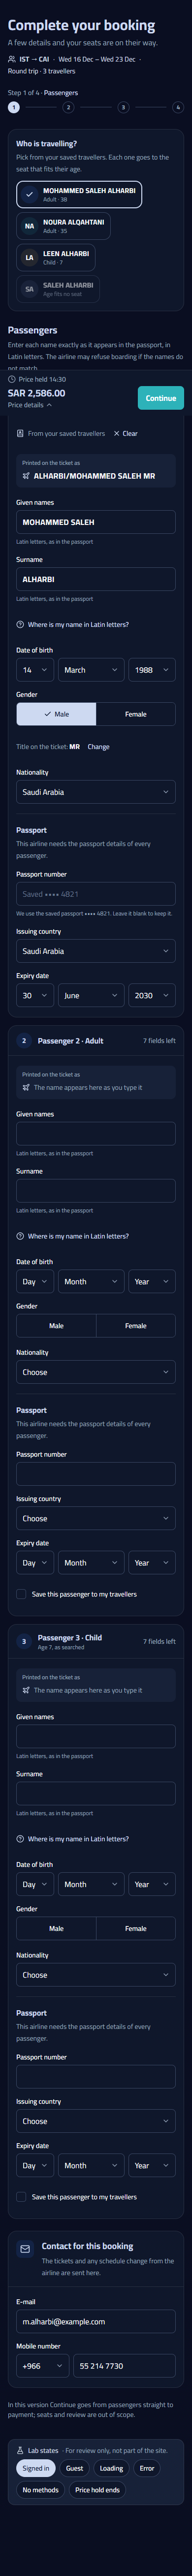 Complete your booking
A few details and your seats are on their way.
IST → CAI · Wed 16 Dec – Wed 23 Dec ·
Round trip · 3 travellers
Step 1 of 4 · Passengers
1 2 3 4
Who is travelling?
Pick from your saved travellers. Each one goes to the
seat that fits their age.
MOHAMMED SALEH ALHARBI
Adult · 38
NA
NOURA ALQAHTANI
Adult · 35
LA
LEEN ALHARBI
Child · 7
SA
SALEH ALHARBI
Age fits no seat
Passengers
Enter each name exactly as it appears in the passport, in
Latin letters. The airline may refuse boarding if the names do
not match.
Price held 14:30
SAR 2,586.00
Price details
Continue
From your saved travellers
Clear
Printed on the ticket as
ALHARBI/MOHAMMED SALEH MR
Given names
MOHAMMED SALEH
Latin letters, as in the passport
Surname
ALHARBI
Latin letters, as in the passport
Where is my name in Latin letters?
Date of birth
14 March 1988
Gender
Male Female
Title on the ticket: MR Change
Nationality
Saudi Arabia
Passport
This airline needs the passport details of every
passenger.
Passport number
Saved •••• 4821
We use the saved passport •••• 4821. Leave it blank to keep it.
Issuing country
Saudi Arabia
Expiry date
30 June 2030
2 Passenger 2 · Adult 7 fields left
Printed on the ticket as
The name appears here as you type it
Given names
Latin letters, as in the passport
Surname
Latin letters, as in the passport
Where is my name in Latin letters?
Date of birth
Day Month Year
Gender
Male Female
Nationality
Choose
Passport
This airline needs the passport details of every
passenger.
Passport number
Issuing country
Choose
Expiry date
Day Month Year
Save this passenger to my travellers
3 Passenger 3 · Child 7 fields left
Age 7, as searched
Printed on the ticket as
The name appears here as you type it
Given names
Latin letters, as in the passport
Surname
Latin letters, as in the passport
Where is my name in Latin letters?
Date of birth
Day Month Year
Gender
Male Female
Nationality
Choose
Passport
This airline needs the passport details of every
passenger.
Passport number
Issuing country
Choose
Expiry date
Day Month Year
Save this passenger to my travellers
Contact for this booking
The tickets and any schedule change from the
airline are sent here.
E-mail
m.alharbi@example.com
Mobile number
+966 55 214 7730
In this version Continue goes from passengers straight to
payment; seats and review are out of scope.
Lab states · For review only, not part of the site.
Signed in Guest Loading Error
No methods Price hold ends